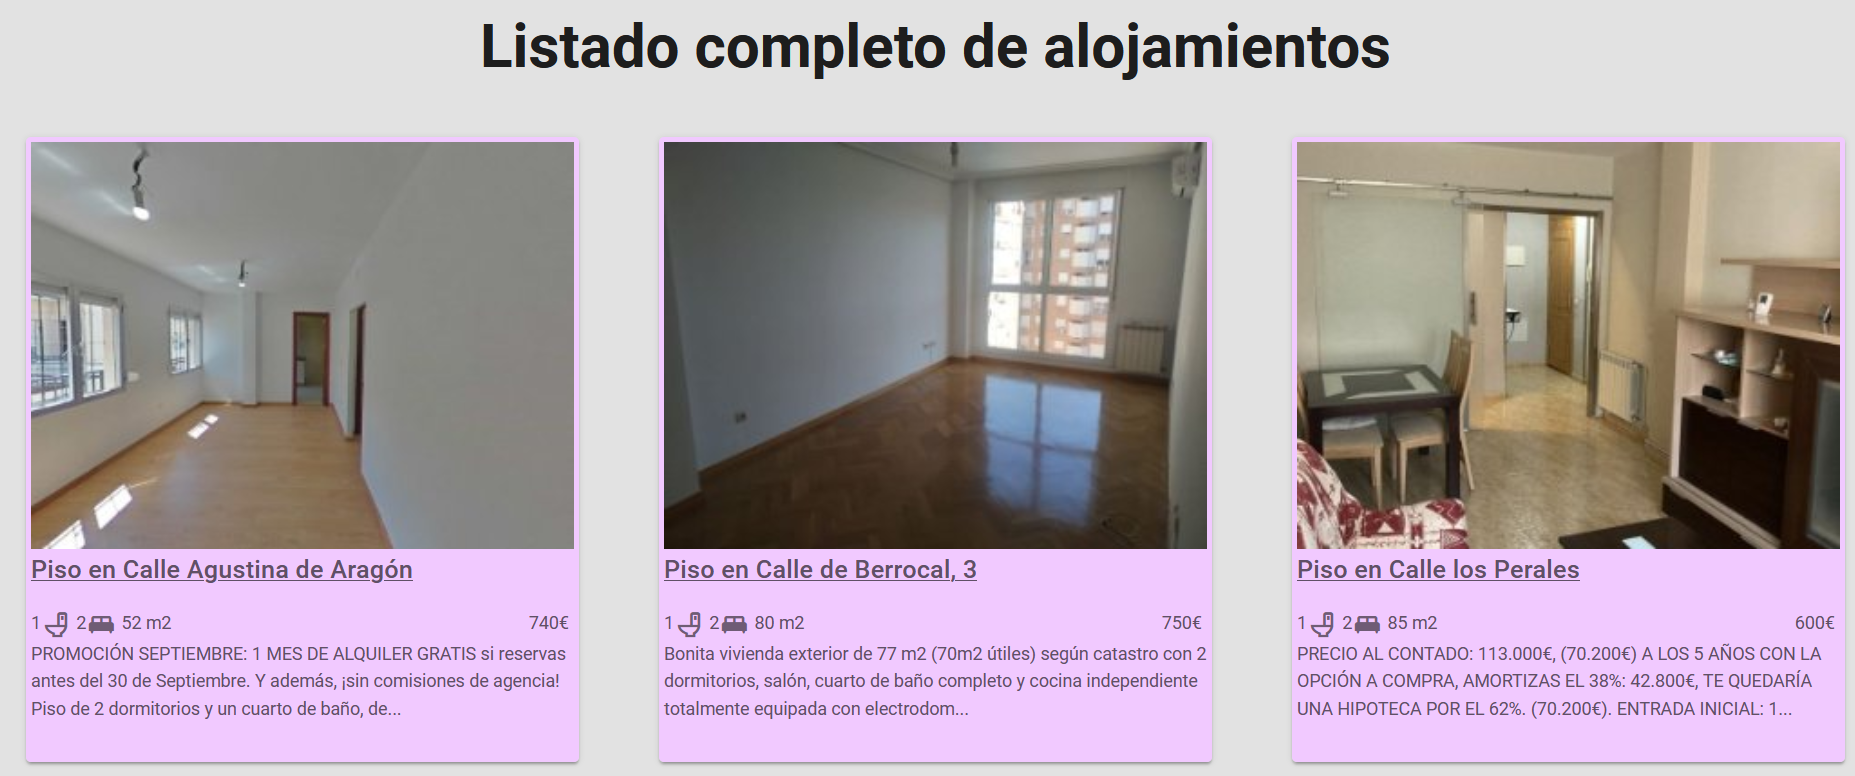 Listado completo de alojamientos
Piso en Calle Agustina de Aragón
1 2 52 m2 740€
PROMOCIÓN SEPTIEMBRE: 1 MES DE ALQUILER GRATIS si reservas
antes del 30 de Septiembre. Y además, ¡sin comisiones de agencia!
Piso de 2 dormitorios y un cuarto de baño, de...
Piso en Calle de Berrocal, 3
1 2 80 m2 750€
Bonita vivienda exterior de 77 m2 (70m2 útiles) según catastro con 2
dormitorios, salón, cuarto de baño completo y cocina independiente
totalmente equipada con electrodom...
Piso en Calle los Perales
1 2 85 m2 600€
PRECIO AL CONTADO: 113.000€, (70.200€) A LOS 5 AÑOS CON LA
OPCIÓN A COMPRA, AMORTIZAS EL 38%: 42.800€, TE QUEDARÍA
UNA HIPOTECA POR EL 62%. (70.200€). ENTRADA INICIAL: 1...